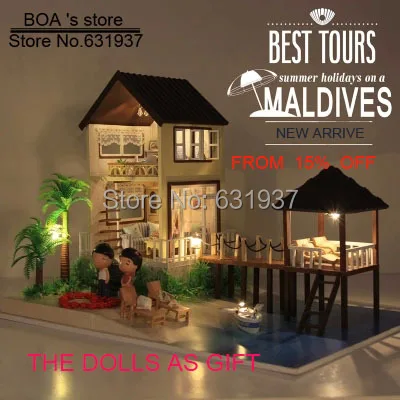 BOA 's store
Store No.631937
BEST TOURS
summer holidays on a
MALDIVES
NEW ARRIVE
FROM 15% OFF
Store No.: 631937
THE DOLLS AS GIFT